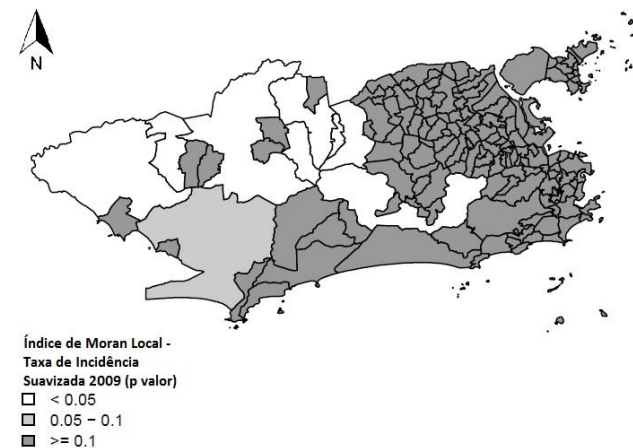 N
Índice de Moran Local -
Taxa de Incidência
Suavizada 2009 (p valor)
< 0.05
0.05 – 0.1
>= 0.1